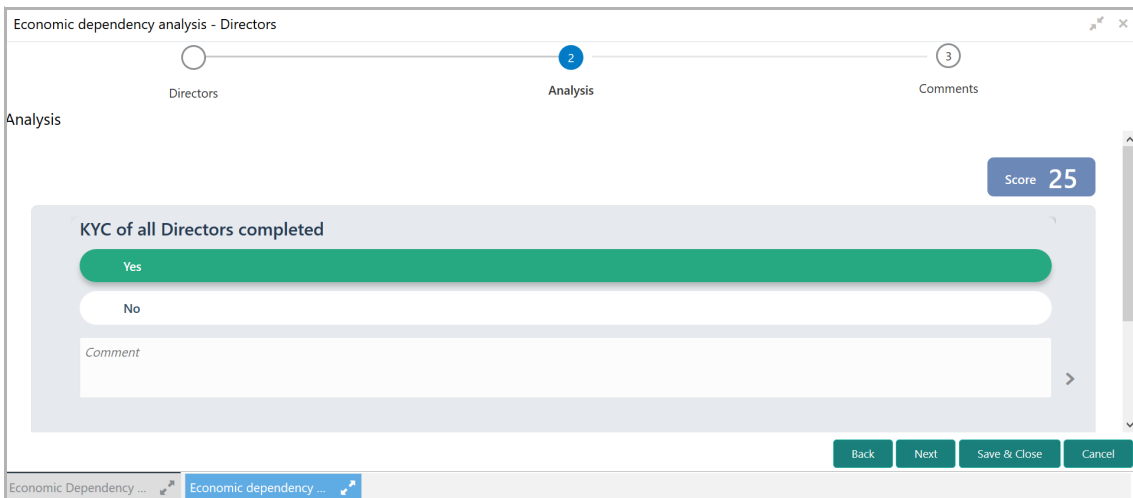 Economic dependency analysis - Directors
2
3
Directors
Analysis
Comments
Analysis
Score 25
KYC of all Directors completed
Yes
No
Comment
Back Next Save & Close Cancel
Economic Dependency ... Economic dependency ...